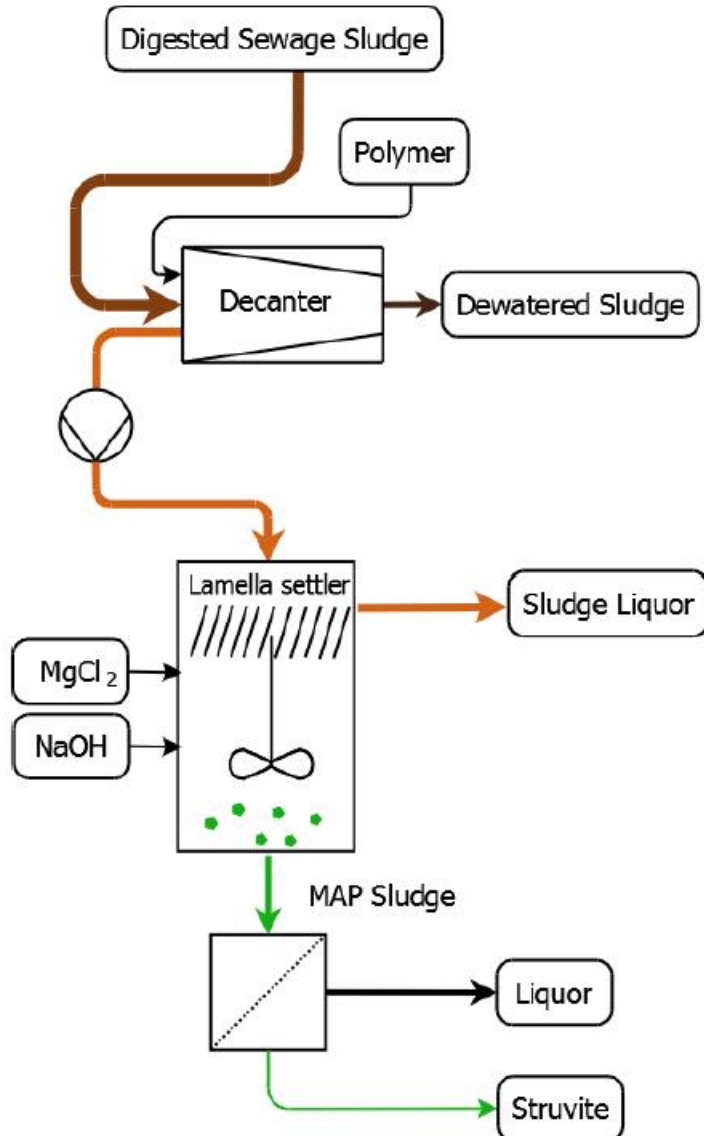 Digested Sewage Sludge
Polymer
Decanter
Dewatered Sludge
Lamella settler
Sludge Liquor
MgCl₂
NaOH
MAP Sludge
Liquor
Struvite